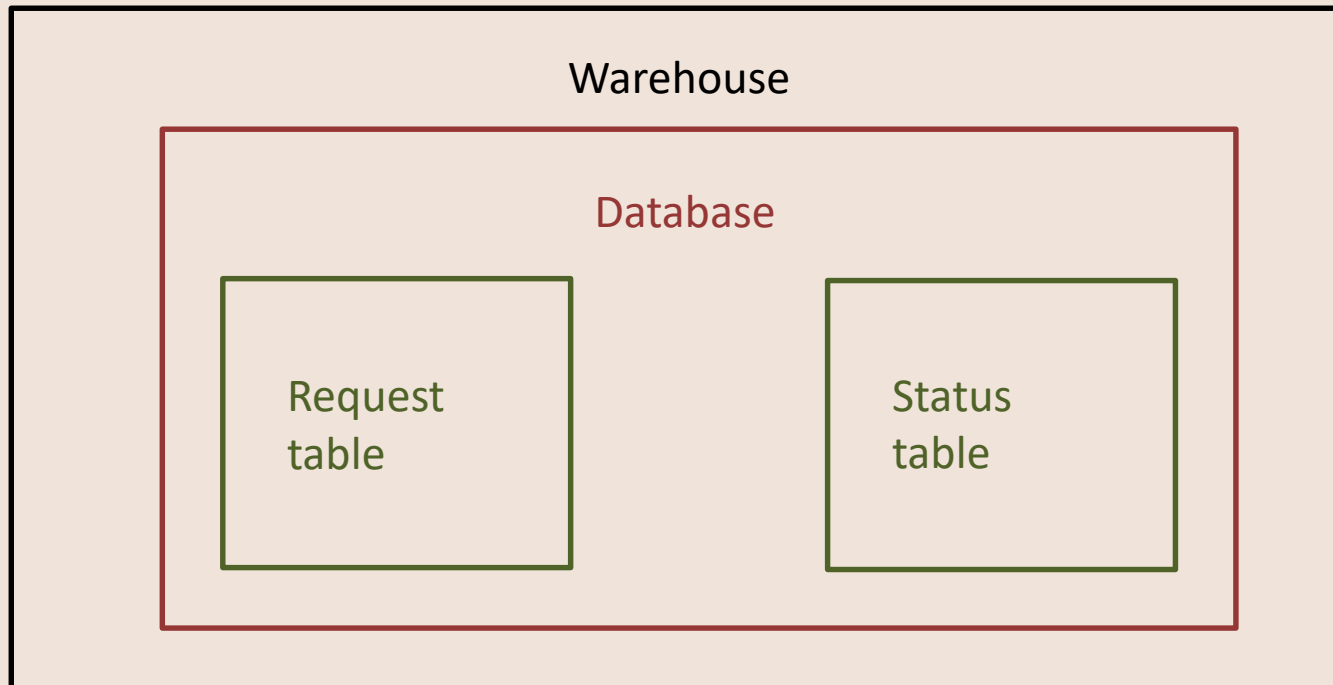 Warehouse
Database
Request
table
Status
table